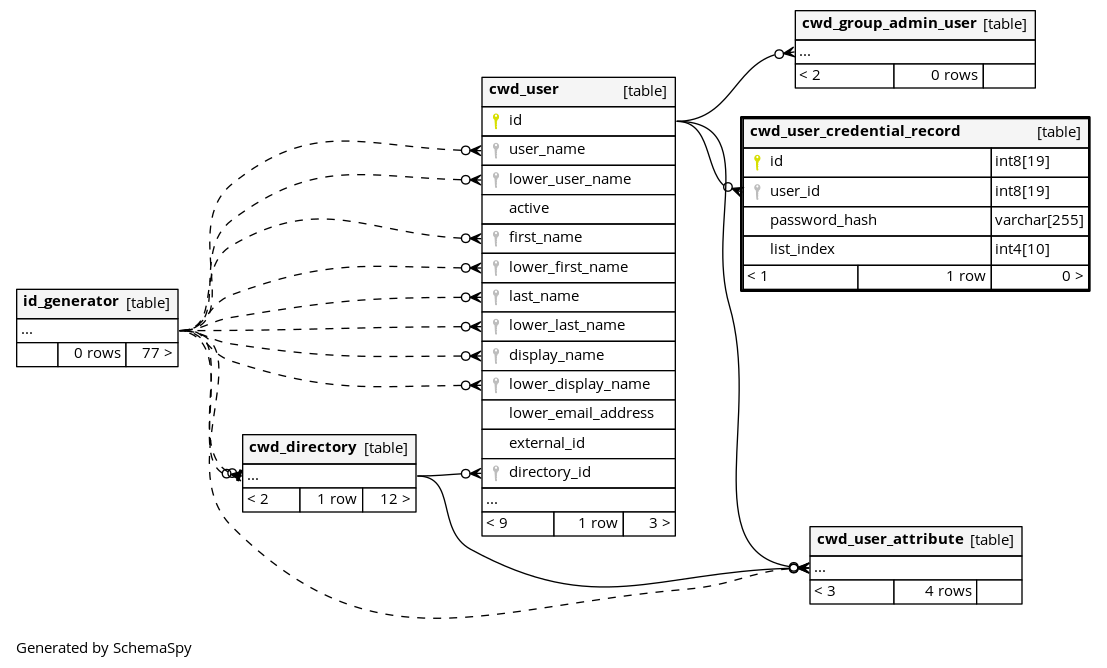 cwd_group_admin_user [table]
...
< 2 0 rows
cwd_user [table]
id
user_name
lower_user_name
active
first_name
lower_first_name
last_name
lower_last_name
display_name
lower_display_name
lower_email_address
external_id
directory_id
...
< 9 1 row 3 >
cwd_user_credential_record [table]
id int8[19]
user_id int8[19]
password_hash varchar[255]
list_index int4[10]
< 1 1 row 0 >
id_generator [table]
...
0 rows 77 >
cwd_directory [table]
...
< 2 1 row 12 >
cwd_user_attribute [table]
...
< 3 4 rows
Generated by SchemaSpy